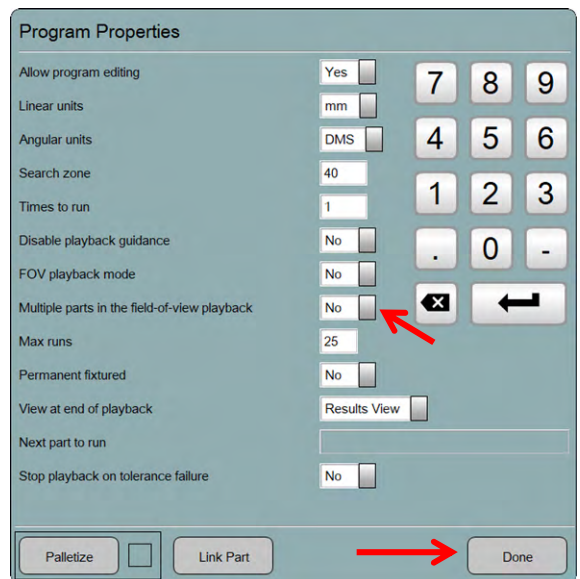 Program Properties
Allow program editing Yes
Linear units mm
Angular units DMS
Search zone 40
Times to run 1
Disable playback guidance No
FOV playback mode No
Multiple parts in the field-of-view playback No
Max runs 25
Permanent fixtured No
View at end of playback Results View
Next part to run
Stop playback on tolerance failure No
7 8 9
4 5 6
1 2 3
. 0 -
Palletize Link Part Done